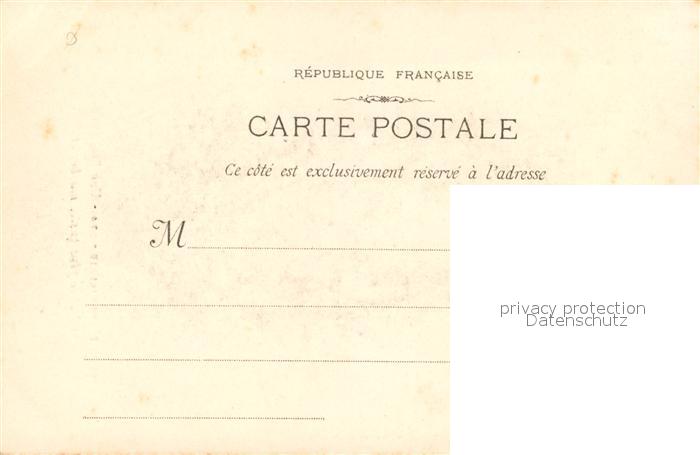 RÉPUBLIQUE FRANÇAISE
CARTE POSTALE
Ce côté est exclusivement réservé à l'adresse
M
privacy protection
Datenschutz